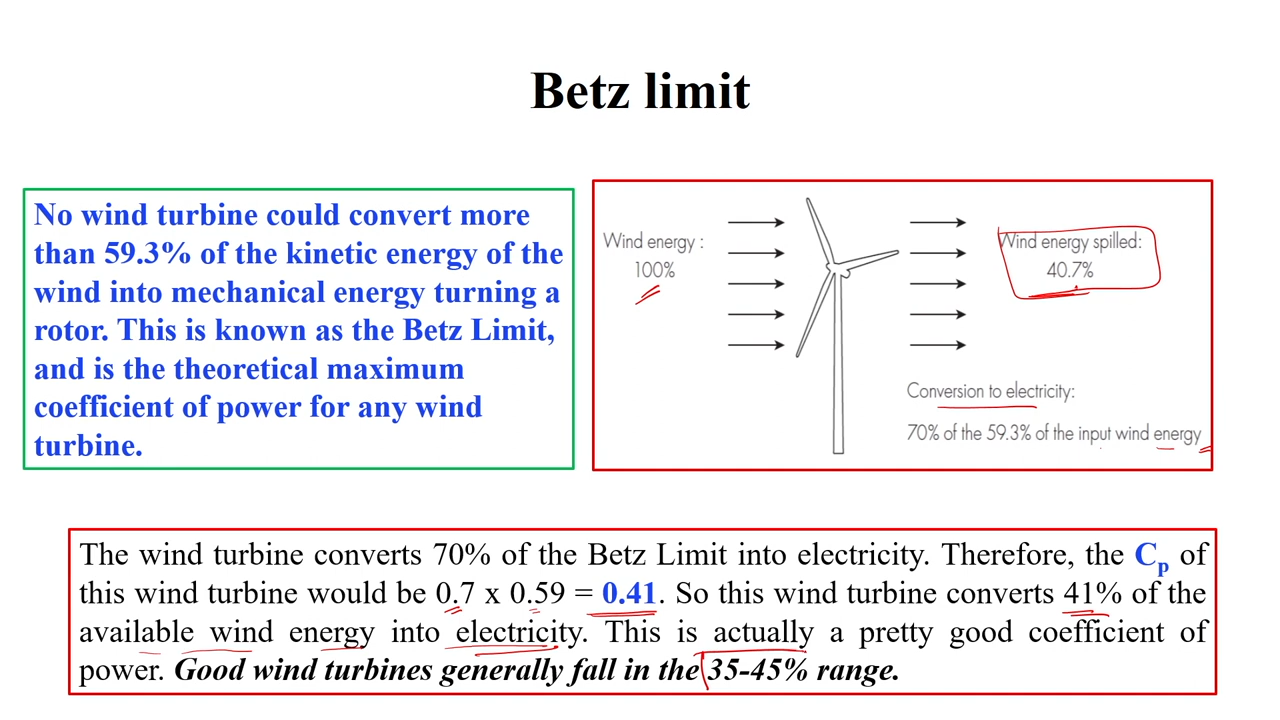 Betz limit
No wind turbine could convert more
than 59.3% of the kinetic energy of the
wind into mechanical energy turning a
rotor. This is known as the Betz Limit,
and is the theoretical maximum
coefficient of power for any wind
turbine.
Wind energy :
100%
Wind energy spilled:
40.7%
Conversion to electricity:
70% of the 59.3% of the input wind energy
The wind turbine converts 70% of the Betz Limit into electricity. Therefore, the Cp of
this wind turbine would be 0.7 x 0.59 = 0.41. So this wind turbine converts 41% of the
available wind energy into electricity. This is actually a pretty good coefficient of
power. Good wind turbines generally fall in the 35-45% range.